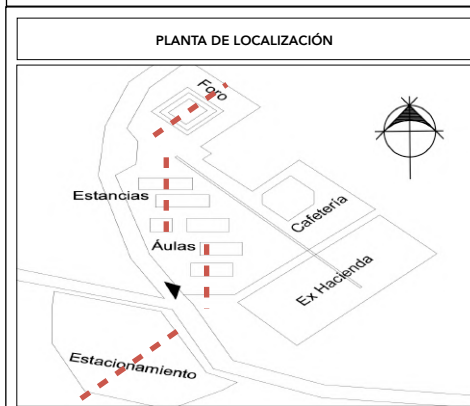 PLANTA DE LOCALIZACIÓN
Foro
Estancias
Cafetería
Áulas
Ex Hacienda
Estacionamiento